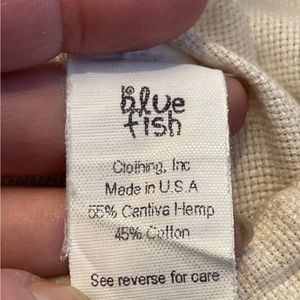 blue
fish
Clothing, Inc
Made in U.S.A
55% Cantiva Hemp
45% Cotton
See reverse for care